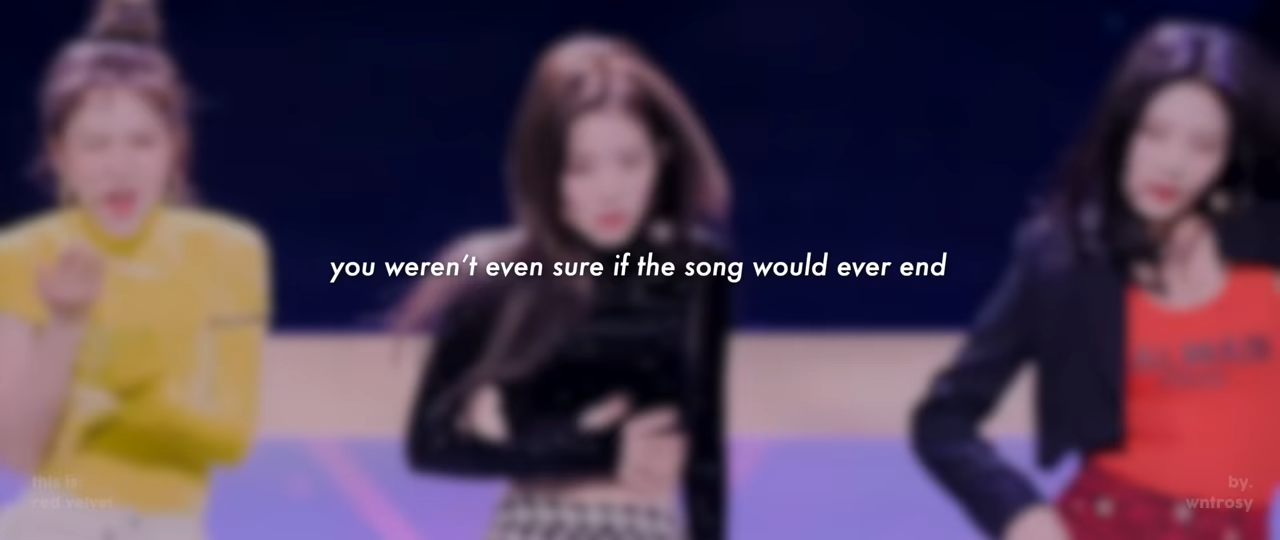 you weren't even sure if the song would ever end
this is
red velvet
by.
wntrosy